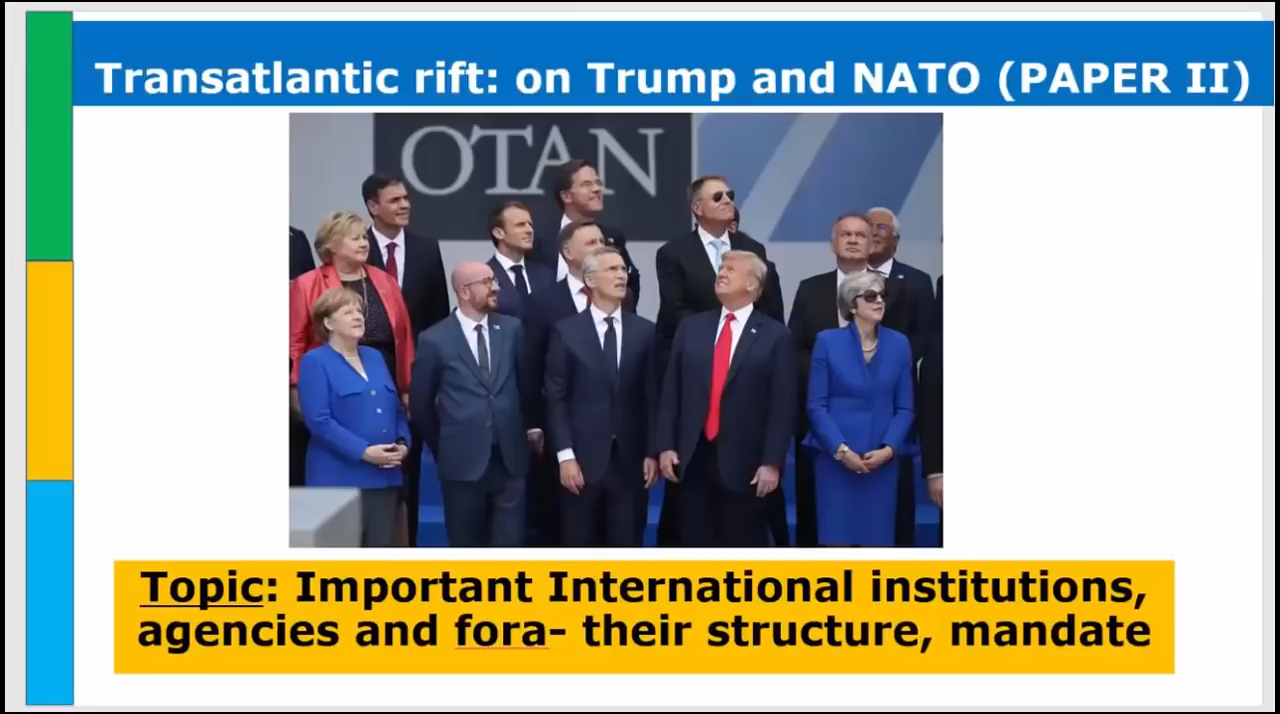 Transatlantic rift: on Trump and NATO (PAPER II)
OTAN
Topic: Important International institutions,
agencies and fora- their structure, mandate